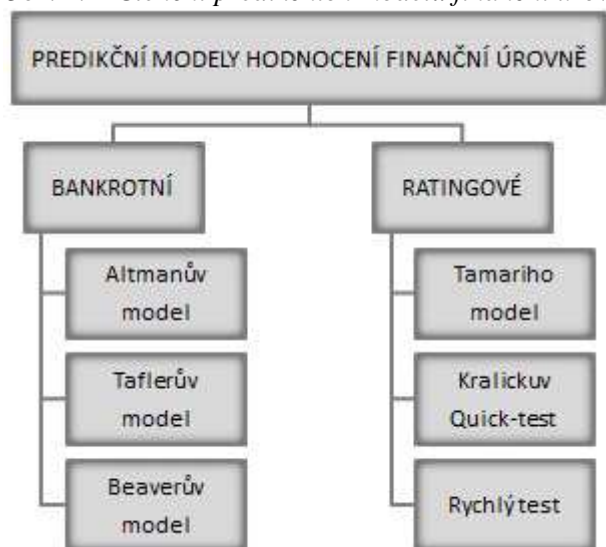 PREDIKČNÍ MODELY HODNOCENÍ FINANČNÍ ÚROVNĚ
BANKROTNÍ
Altmanův
model
Taflerův
model
Beaverův
model
RATINGOVÉ
Tamariho
model
Kralickuv
Quick-test
Rychlý test